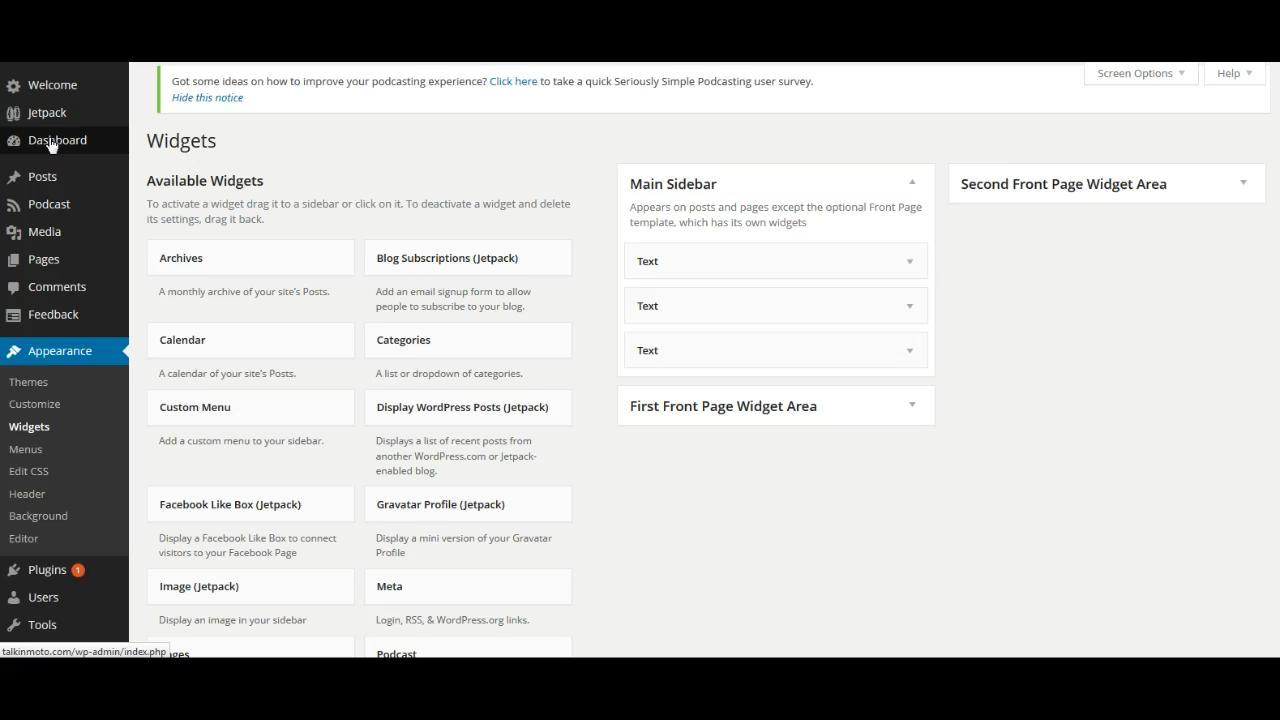 Welcome
Jetpack
Dashboard
Posts
Podcast
Media
Pages
Comments
Feedback
Appearance
Themes
Customize
Widgets
Menus
Edit CSS
Header
Background
Editor
Plugins 1
Users
Tools
talkinmoto.com/wp-admin/index.php
Got some ideas on how to improve your podcasting experience? Click here to take a quick Seriously Simple Podcasting user survey.
Hide this notice
Screen Options
Help
Widgets
Available Widgets
To activate a widget drag it to a sidebar or click on it. To deactivate a widget and delete
its settings, drag it back.
Archives
A monthly archive of your site's Posts.
Blog Subscriptions (Jetpack)
Add an email signup form to allow
people to subscribe to your blog.
Calendar
A calendar of your site's Posts.
Categories
A list or dropdown of categories.
Custom Menu
Add a custom menu to your sidebar.
Display WordPress Posts (Jetpack)
Displays a list of recent posts from
another WordPress.com or Jetpack-
enabled blog.
Facebook Like Box (Jetpack)
Display a Facebook Like Box to connect
visitors to your Facebook Page
Gravatar Profile (Jetpack)
Display a mini version of your Gravatar
Profile
Image (Jetpack)
Display an image in your sidebar
Meta
Login, RSS, & WordPress.org links.
Podcast
Main Sidebar
Appears on posts and pages except the optional Front Page
template, which has its own widgets
Text
Text
Text
First Front Page Widget Area
Second Front Page Widget Area